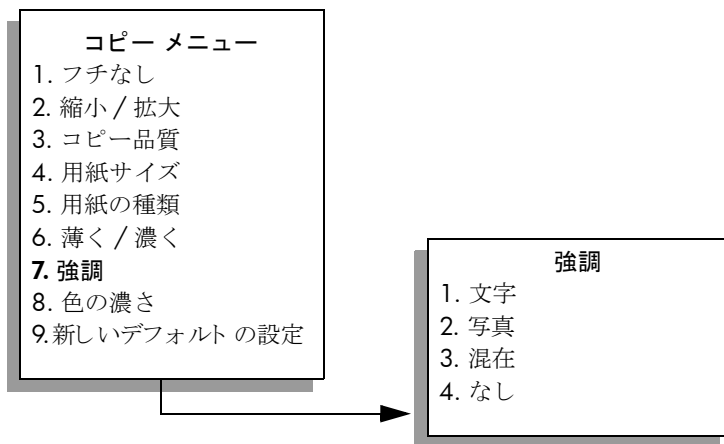 コピー メニュー
1. フチなし
2. 縮小 / 拡大
3. コピー品質
4. 用紙サイズ
5. 用紙の種類
6. 薄く / 濃く
7. 強調
8. 色の濃さ
9.新しいデフォルト の設定
強調
1. 文字
2. 写真
3. 混在
4. なし